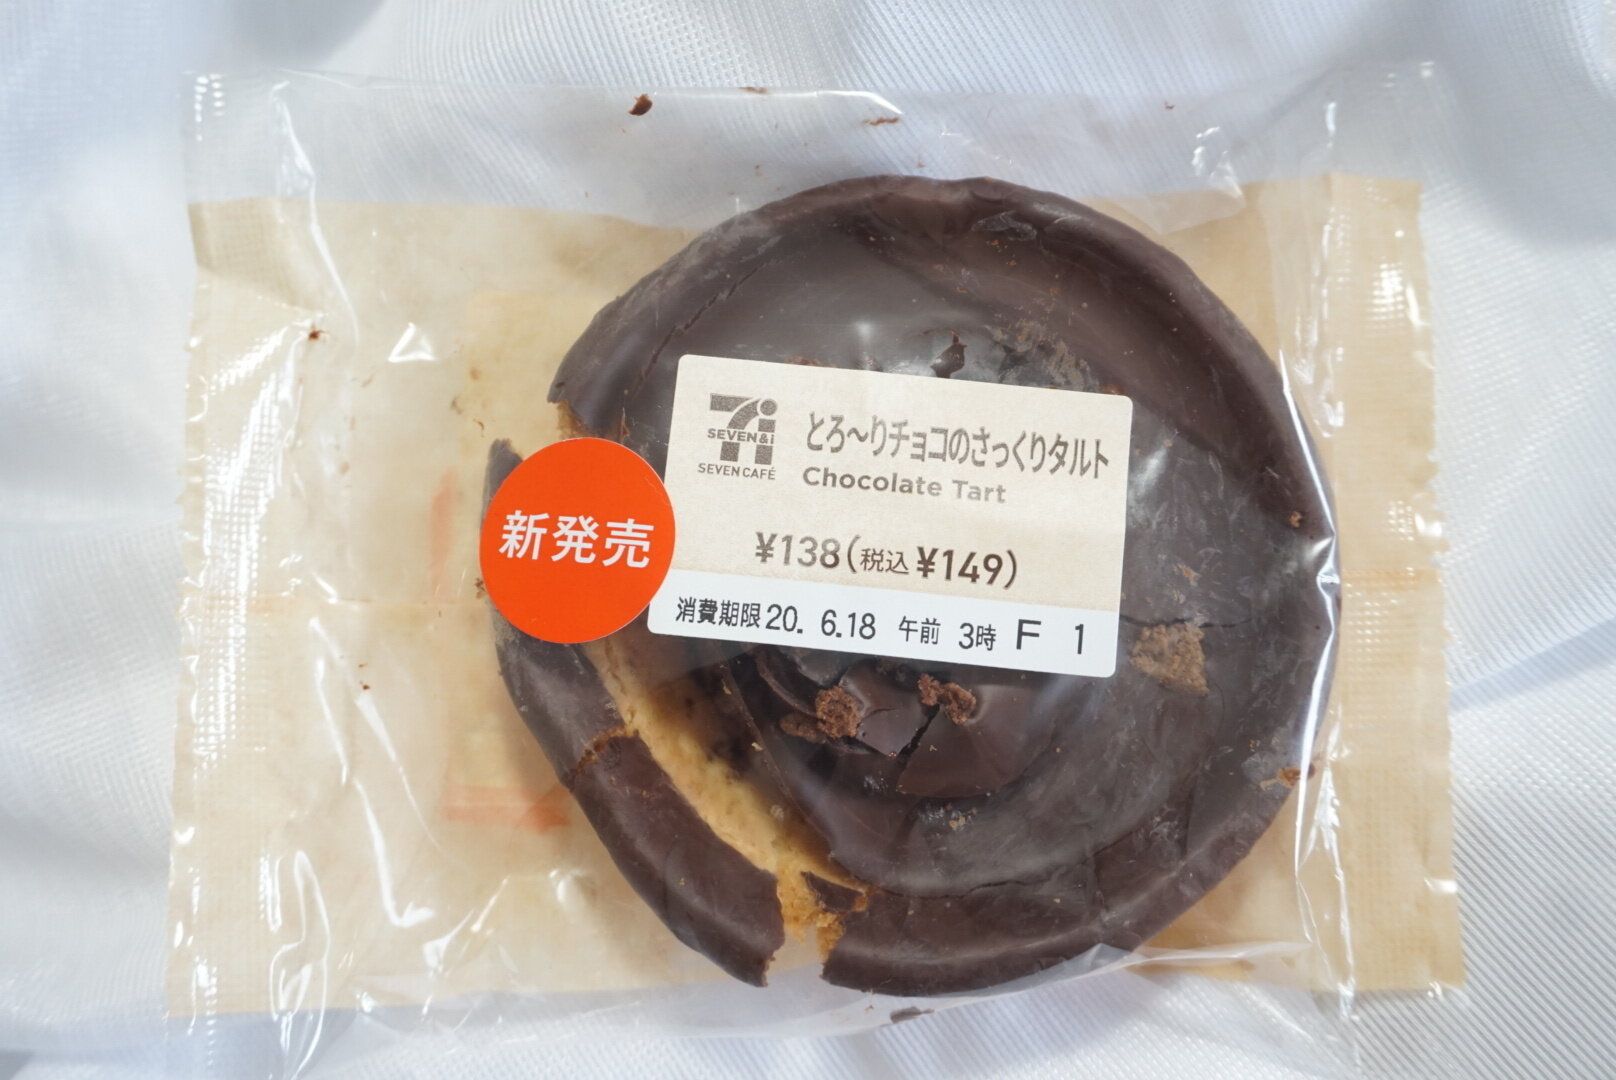 SEVEN&i
SEVEN CAFÉ
とろ～りチョコのさっくりタルト
Chocolate Tart
新発売
¥138(税込 ¥149)
消費期限 20. 6.18 午前 3時 F 1